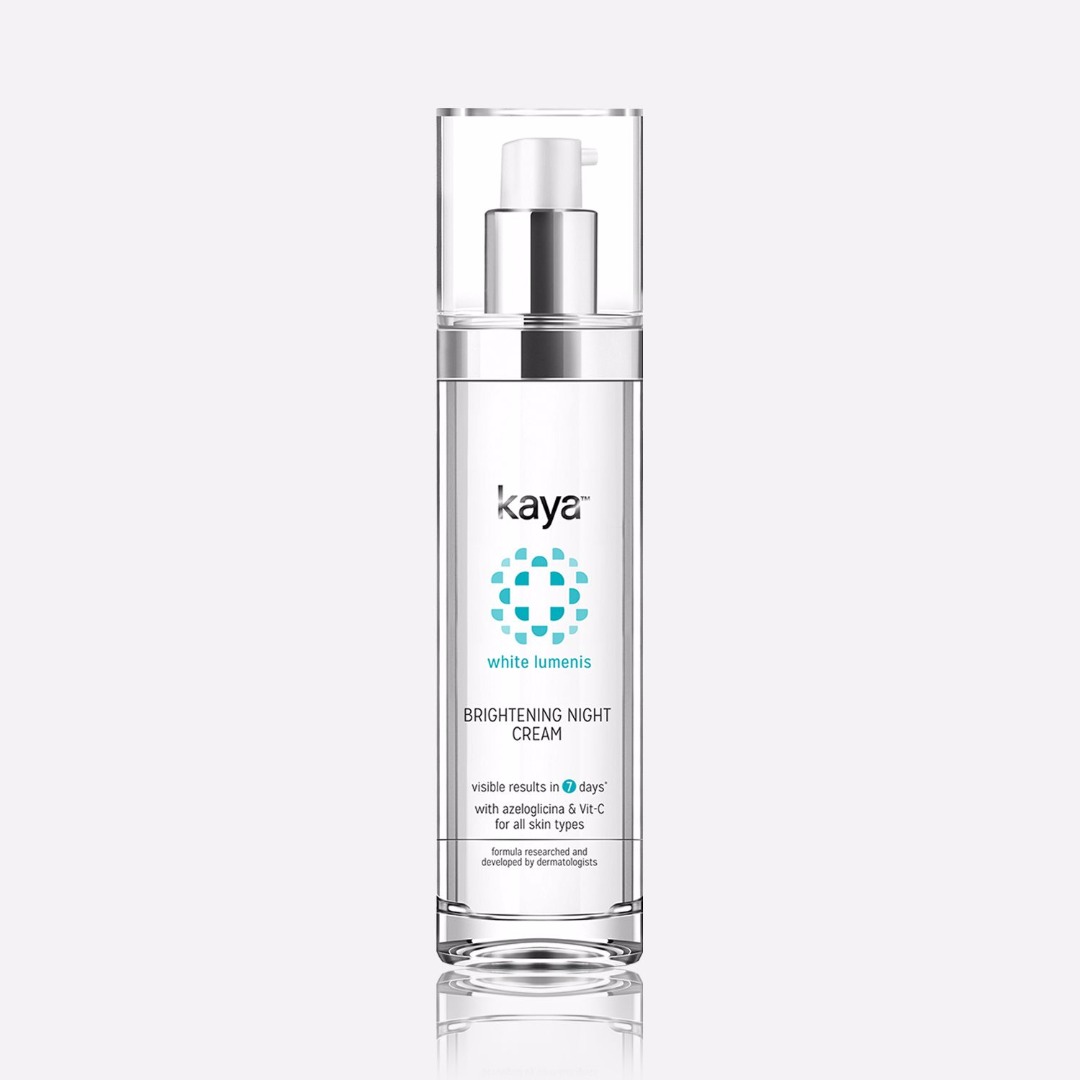 kaya™
white lumenis
BRIGHTENING NIGHT
CREAM
visible results in 7 days*
with azeloglicina & Vit-C
for all skin types
formula researched and
developed by dermatologists